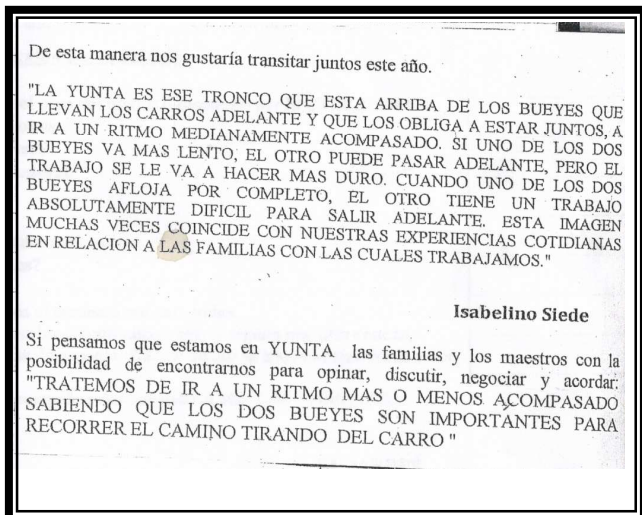 De esta manera nos gustaría transitar juntos este año.
"LA YUNTA ES ESE TRONCO QUE ESTA ARRIBA DE LOS BUEYES QUE
LLEVAN LOS CARROS ADELANTE Y QUE LOS OBLIGA A ESTAR JUNTOS, A
IR A UN RITMO MEDIANAMENTE ACOMPASADO. SI UNO DE LOS DOS
BUEYES VA MAS LENTO, EL OTRO PUEDE PASAR ADELANTE, PERO EL
TRABAJO SE LE VA A HACER MAS DURO. CUANDO UNO DE LOS DOS
BUEYES AFLOJA POR COMPLETO, EL OTRO TIENE UN TRABAJO
ABSOLUTAMENTE DIFICIL PARA SALIR ADELANTE. ESTA IMAGEN
MUCHAS VECES COINCIDE CON NUESTRAS EXPERIENCIAS COTIDIANAS
EN RELACION A LAS FAMILIAS CON LAS CUALES TRABAJAMOS."
Isabelino Siede
Si pensamos que estamos en YUNTA las familias y los maestros con la
posibilidad de encontrarnos para opinar, discutir, negociar y acordar:
"TRATEMOS DE IR A UN RITMO MAS O MENOS ACOMPASADO
SABIENDO QUE LOS DOS BUEYES SON IMPORTANTES PARA
RECORRER EL CAMINO TIRANDO DEL CARRO "